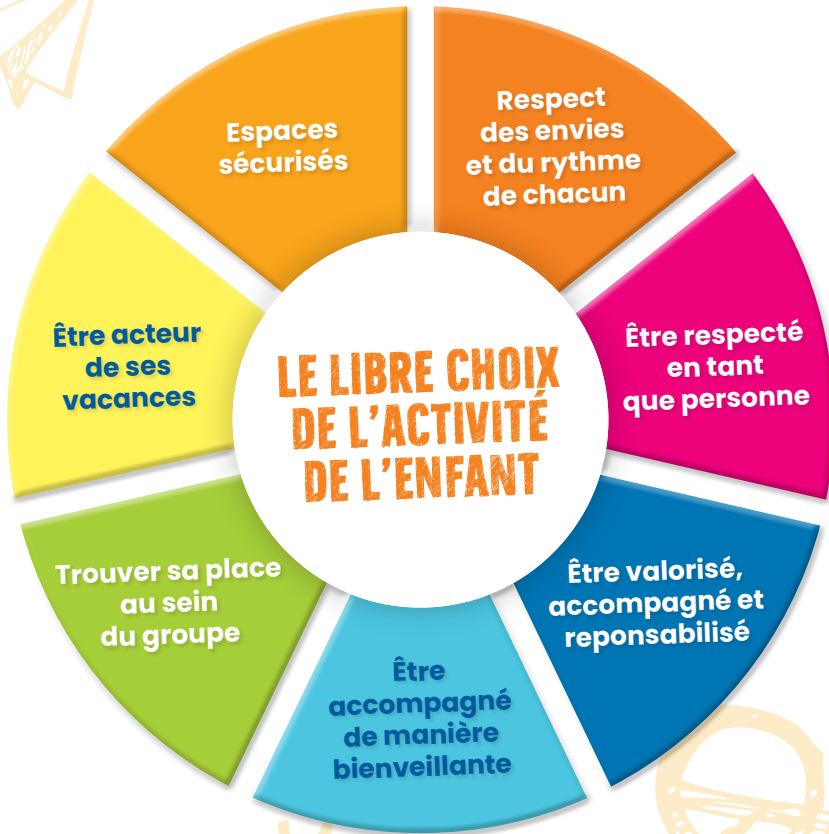 Espaces
sécurisés
Respect
des envies
et du rythme
de chacun
Être respecté
en tant
que personne
Être valorisé,
accompagné et
reponsabilisé
Être
accompagné
de manière
bienveillante
Trouver sa place
au sein
du groupe
Être acteur
de ses
vacances
LE LIBRE CHOIX
DE L'ACTIVITÉ
DE L'ENFANT